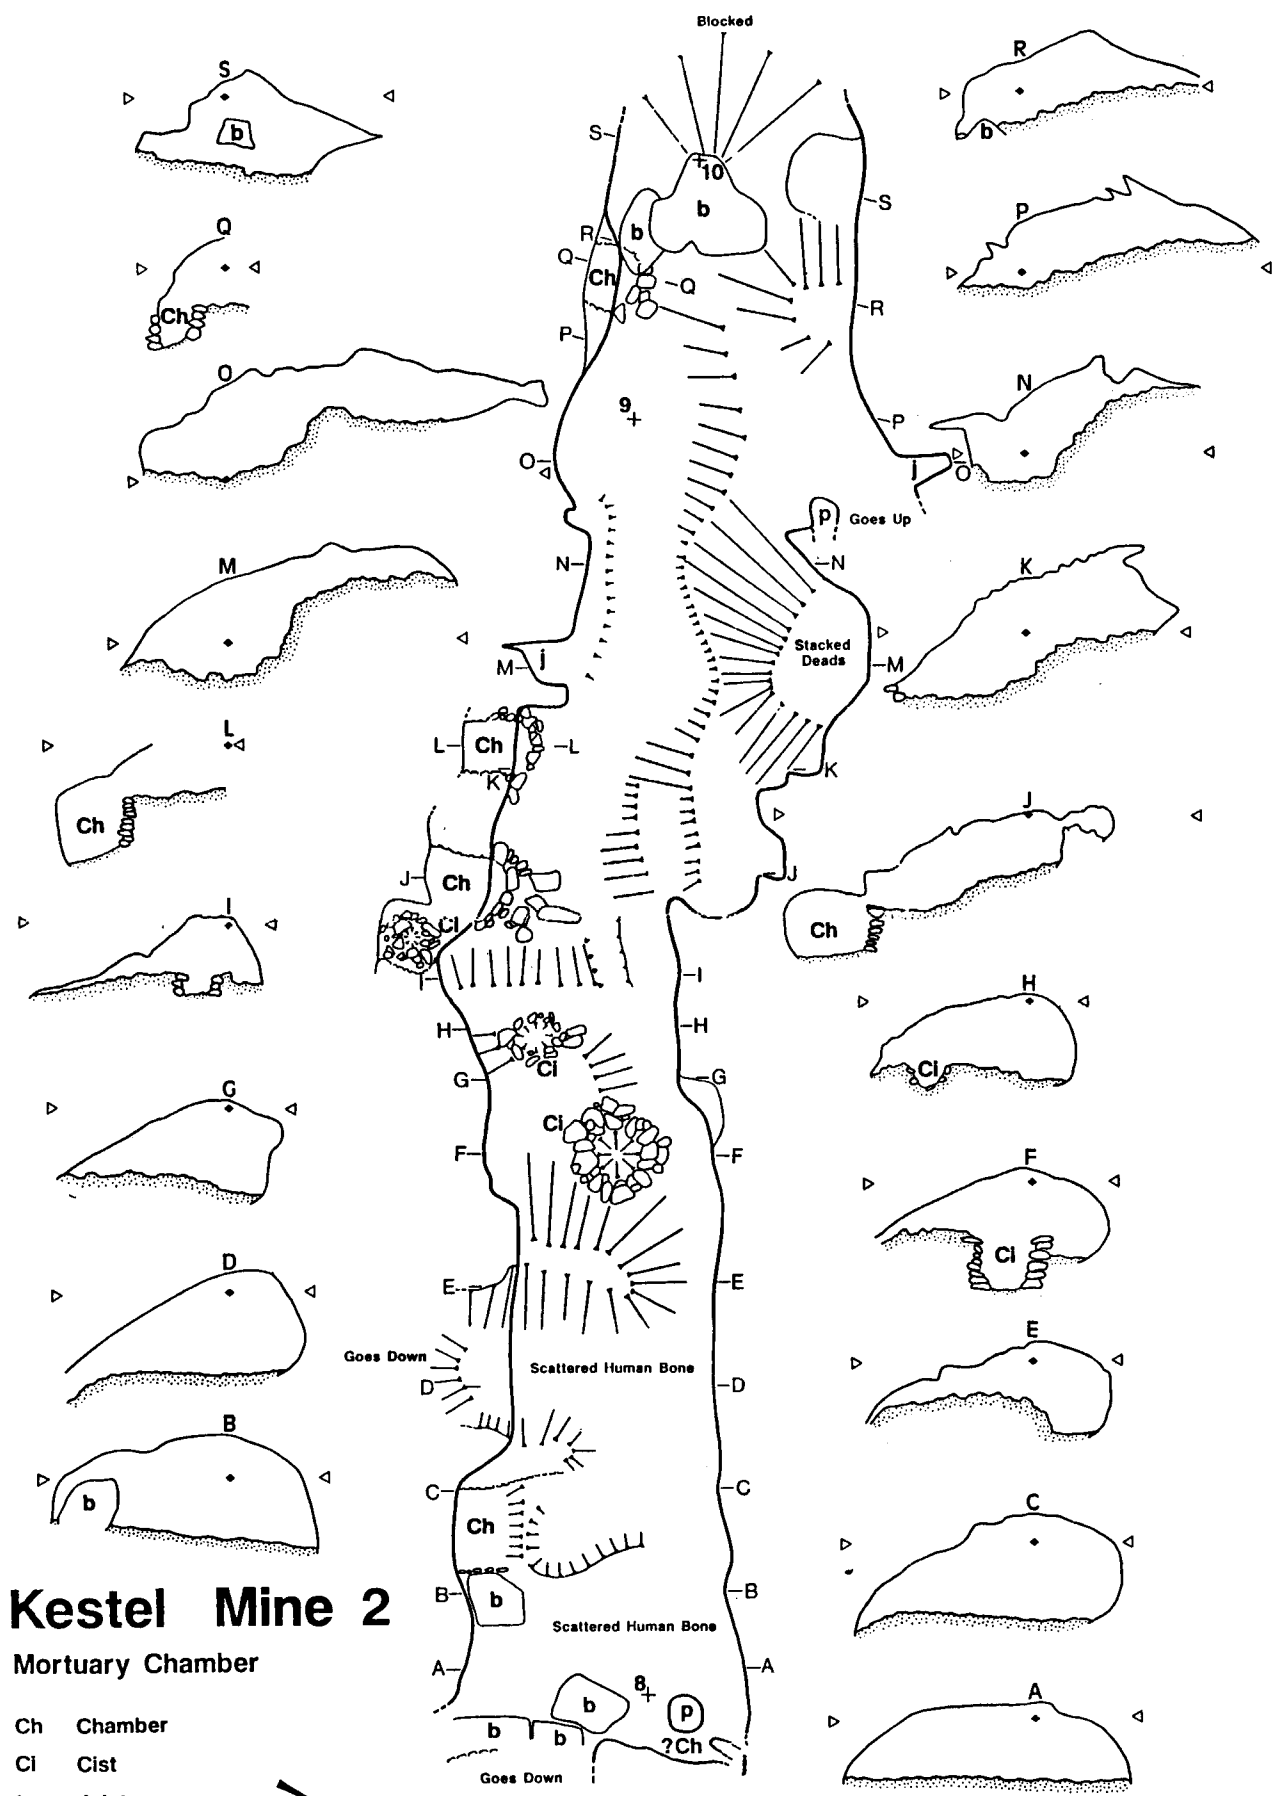 Blocked
S
R
b
b
S
+10
S
b
b
R
Q
Q
Ch
Q
P
Ch
R
P
O
9+
P
N
O
j
O
p
Goes Up
M
N
N
K
Stacked
Deads
j
M
M
L
L
Ch
L
K
K
Ch
J
J
Ch
J
Ch
I
Ci
I
I
H
H
H
Ci
Ci
G
G
G
Ci
F
F
F
Ci
D
E
E
Goes Down
Scattered Human Bone
E
D
D
B
C
C
b
Ch
C
B
b
B
Kestel Mine 2
Scattered Human Bone
Mortuary Chamber
A
A
8+
b
p
A
Ch Chamber
b
b
?Ch
j
Ci Cist
Goes Down